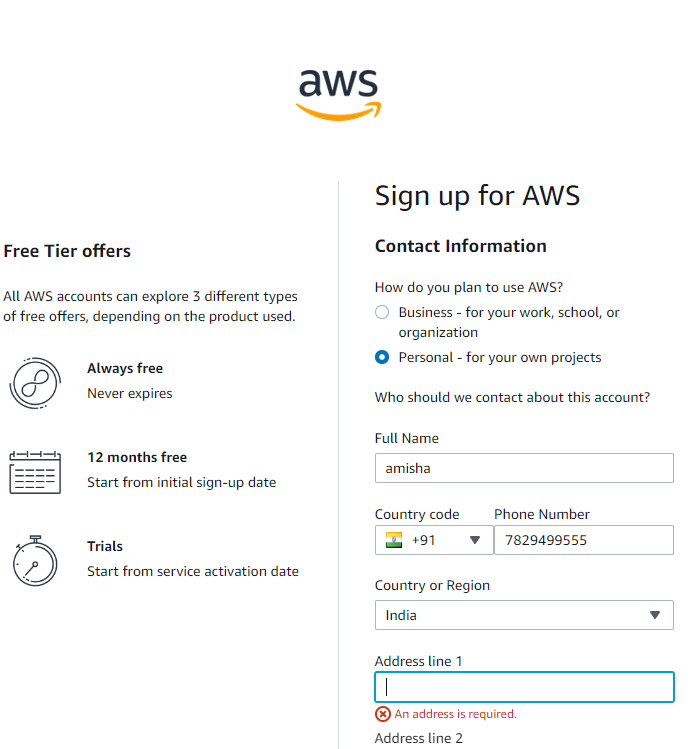 aws
Sign up for AWS
Free Tier offers
All AWS accounts can explore 3 different types
of free offers, depending on the product used.
Always free
Never expires
12 months free
Start from initial sign-up date
Trials
Start from service activation date
Contact Information
How do you plan to use AWS?
Business - for your work, school, or
organization
Personal - for your own projects
Who should we contact about this account?
Full Name
amisha
Country code Phone Number
+91 7829499555
Country or Region
India
Address line 1
An address is required.
Address line 2